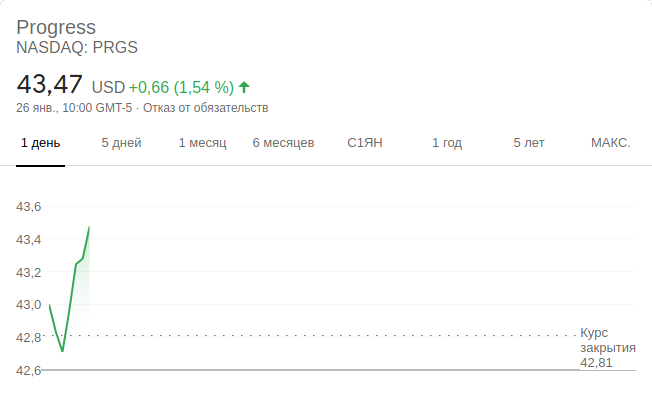 Progress
NASDAQ: PRGS
43,47 USD +0,66 (1,54 %)
26 янв., 10:00 GMT-5 · Отказ от обязательств
1 день 5 дней 1 месяц 6 месяцев С1ЯН 1 год 5 лет МАКС.
43,6
43,4
43,2
43,0
42,8
42,6
Курс
закрытия
42,81